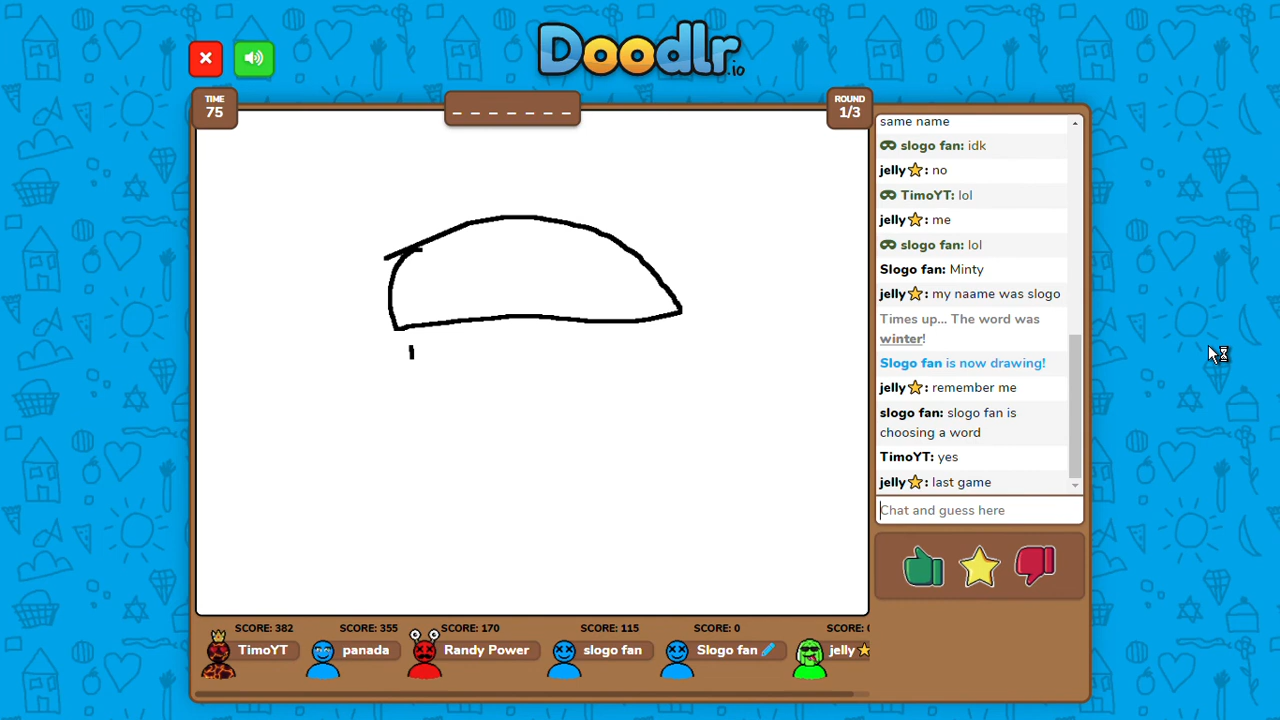 Doodlr
.io
TIME
75
_ _ _ _ _ _ _
ROUND
1/3
same name
slogo fan: idk
jelly⭐: no
TimoYT: lol
jelly⭐: me
slogo fan: lol
Slogo fan: Minty
jelly⭐: my naame was slogo
Times up... The word was
winter!
Slogo fan is now drawing!
jelly⭐: remember me
slogo fan: slogo fan is
choosing a word
TimoYT: yes
jelly⭐: last game
Chat and guess here
SCORE: 382
TimoYT
SCORE: 355
panada
SCORE: 170
Randy Power
SCORE: 115
slogo fan
SCORE: 0
Slogo fan
SCORE:
jelly⭐